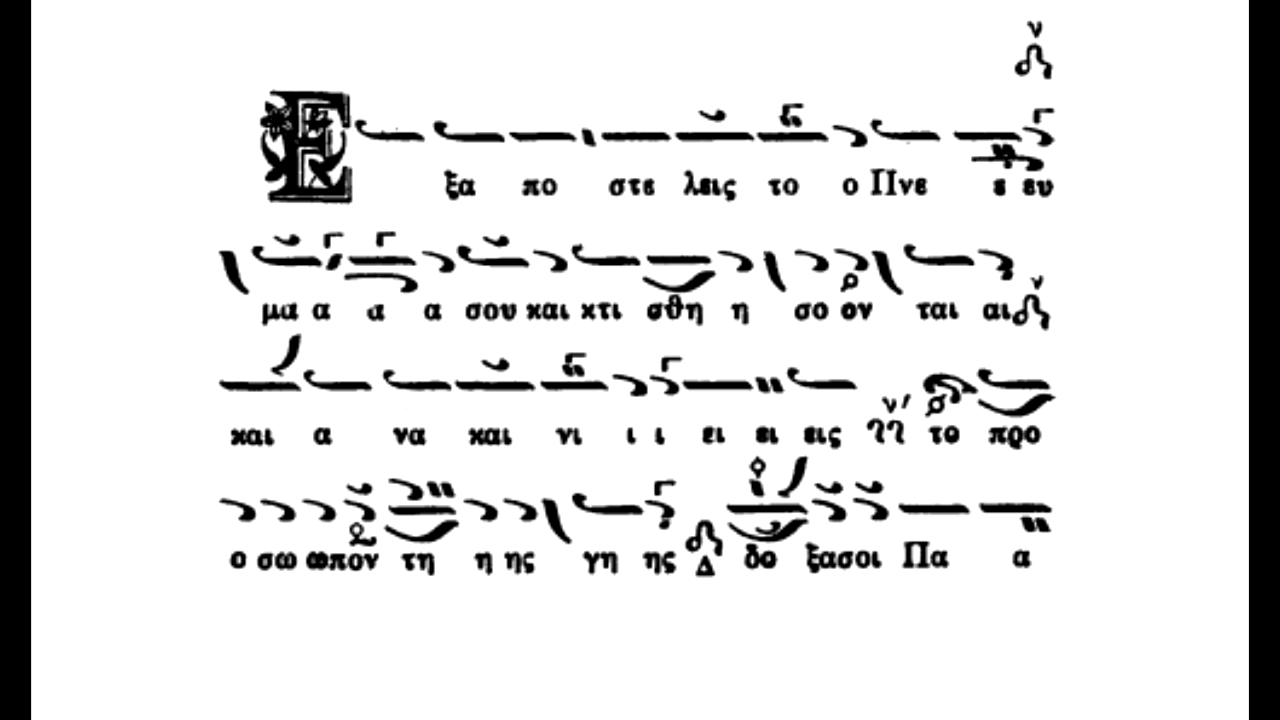 ν
Ε ξα πο στε λεις το ο Πνε ε ευ
μα α α α σου και κτι σθη η σο ον ται αι ν
και α να και νι ι ι ει ει εις ν το προ
ο σω ωπον τη η ης γη ης Δ δο ξασοι Πα α